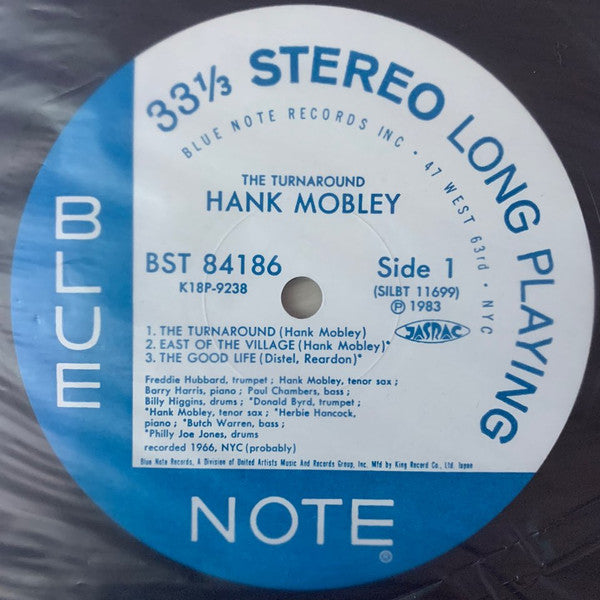 33⅓ STEREO LONG PLAYING
BLUE NOTE RECORDS INC • 47 WEST 63rd • NYC
THE TURNAROUND
HANK MOBLEY
BST 84186
K18P-9238
Side 1
(SILBT 11699)
Ⓟ 1983
JASRAC
1. THE TURNAROUND (Hank Mobley)
2. EAST OF THE VILLAGE (Hank Mobley)*
3. THE GOOD LIFE (Distel, Reardon)*
Freddie Hubbard, trumpet ; Hank Mobley, tenor sax ;
Barry Harris, piano ; Paul Chambers, bass ;
Billy Higgins, drums ; *Donald Byrd, trumpet ;
*Hank Mobley, tenor sax ; *Herbie Hancock,
piano ; *Butch Warren, bass ;
*Philly Joe Jones, drums
recorded 1966, NYC (probably)
Blue Note Records, A Division of United Artists Music And Records Group, Inc. Mfd by King Record Co., Ltd. Japan
BLUE
NOTE®